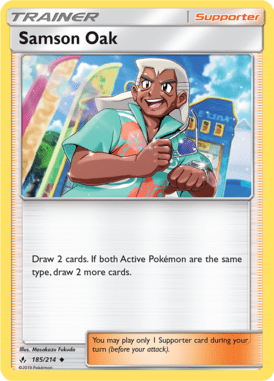 TRAINER Supporter
Samson Oak
Draw 2 cards. If both Active Pokémon are the same
type, draw 2 more cards.
Illus. Masakazu Fukuda
185/214
©2019 Pokémon
You may play only 1 Supporter card during your
turn (before your attack).